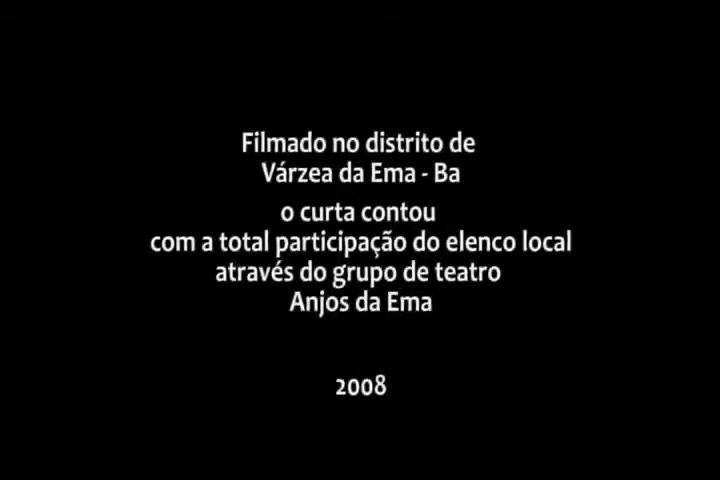 Filmado no distrito de
Várzea da Ema - Ba
o curta contou
com a total participação do elenco local
através do grupo de teatro
Anjos da Ema
2008